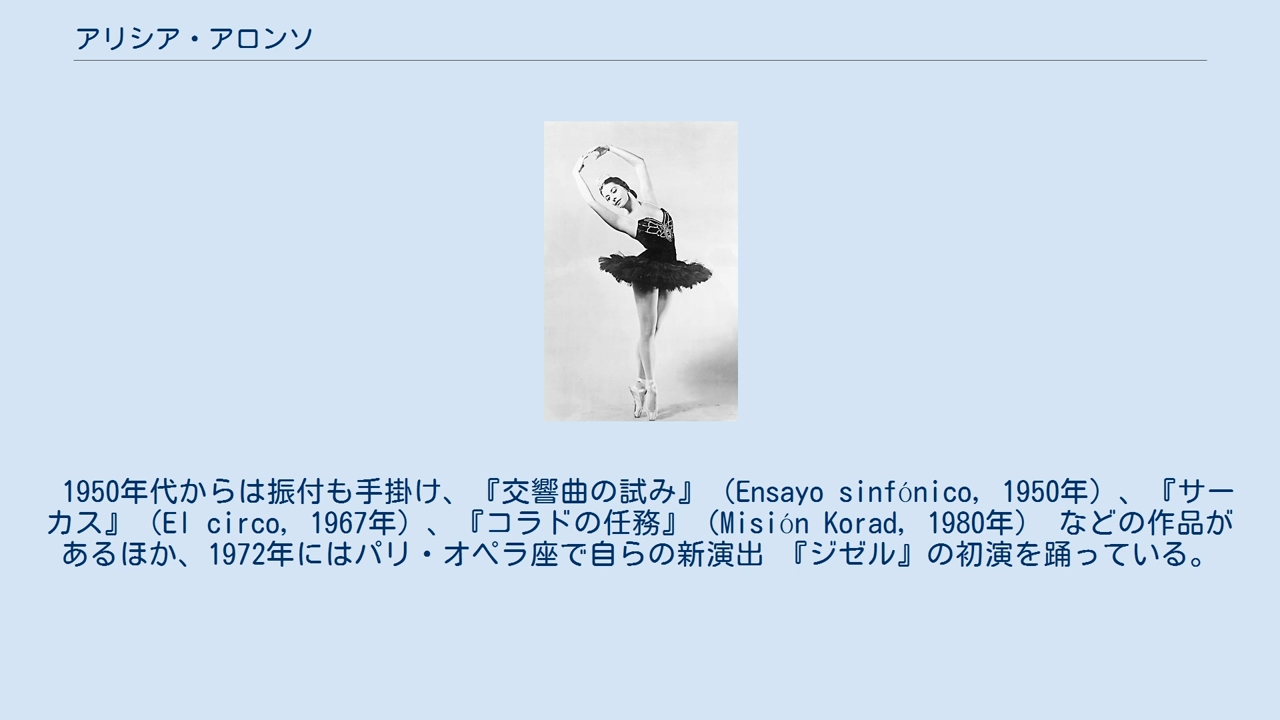 アリシア・アロンソ
1950年代からは振付も手掛け、『交響曲の試み』（Ensayo sinfónico, 1950年）、『サー
カス』（El circo, 1967年）、『コラドの任務』（Misión Korad, 1980年） などの作品が
あるほか、1972年にはパリ・オペラ座で自らの新演出 『ジゼル』の初演を踊っている。